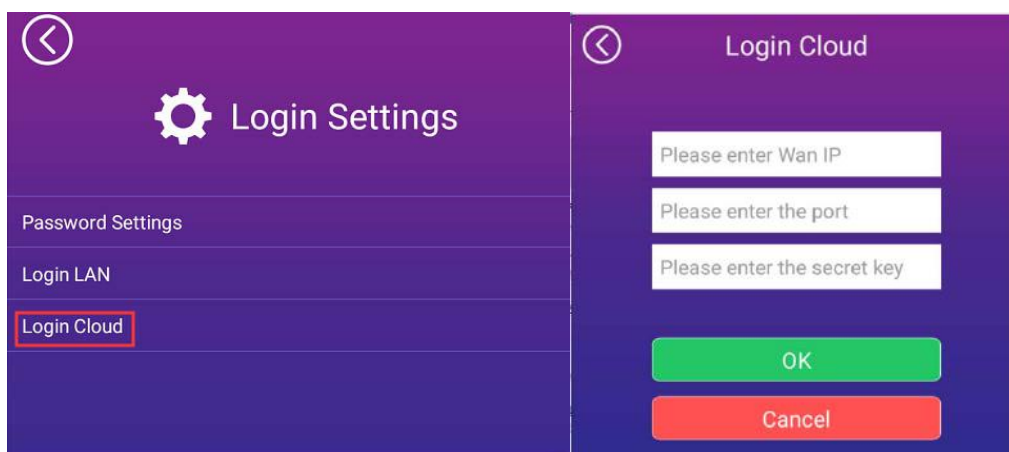 Login Settings
Password Settings
Login LAN
Login Cloud
Login Cloud
Please enter Wan IP
Please enter the port
Please enter the secret key
OK
Cancel